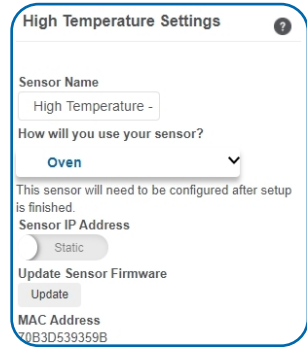 High Temperature Settings ?
Sensor Name
High Temperature -
How will you use your sensor?
Oven
This sensor will need to be configured after setup
is finished.
Sensor IP Address
Static
Update Sensor Firmware
Update
MAC Address
70B3D539359B